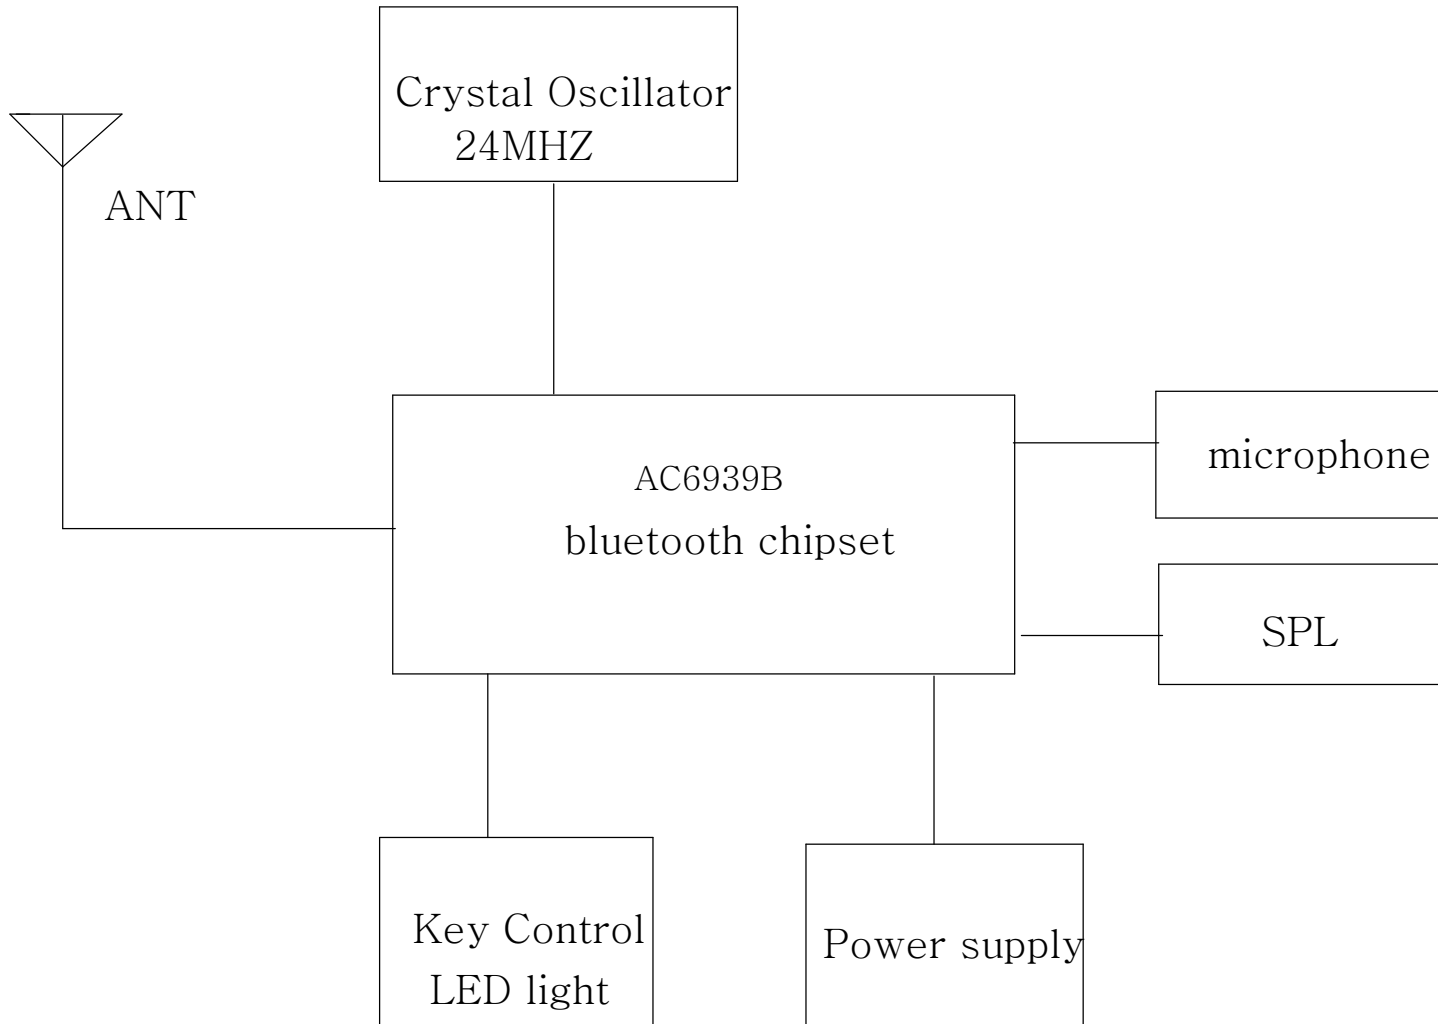 Crystal Oscillator
24MHZ
ANT
AC6939B
bluetooth chipset
microphone
SPL
Key Control
LED light
Power supply